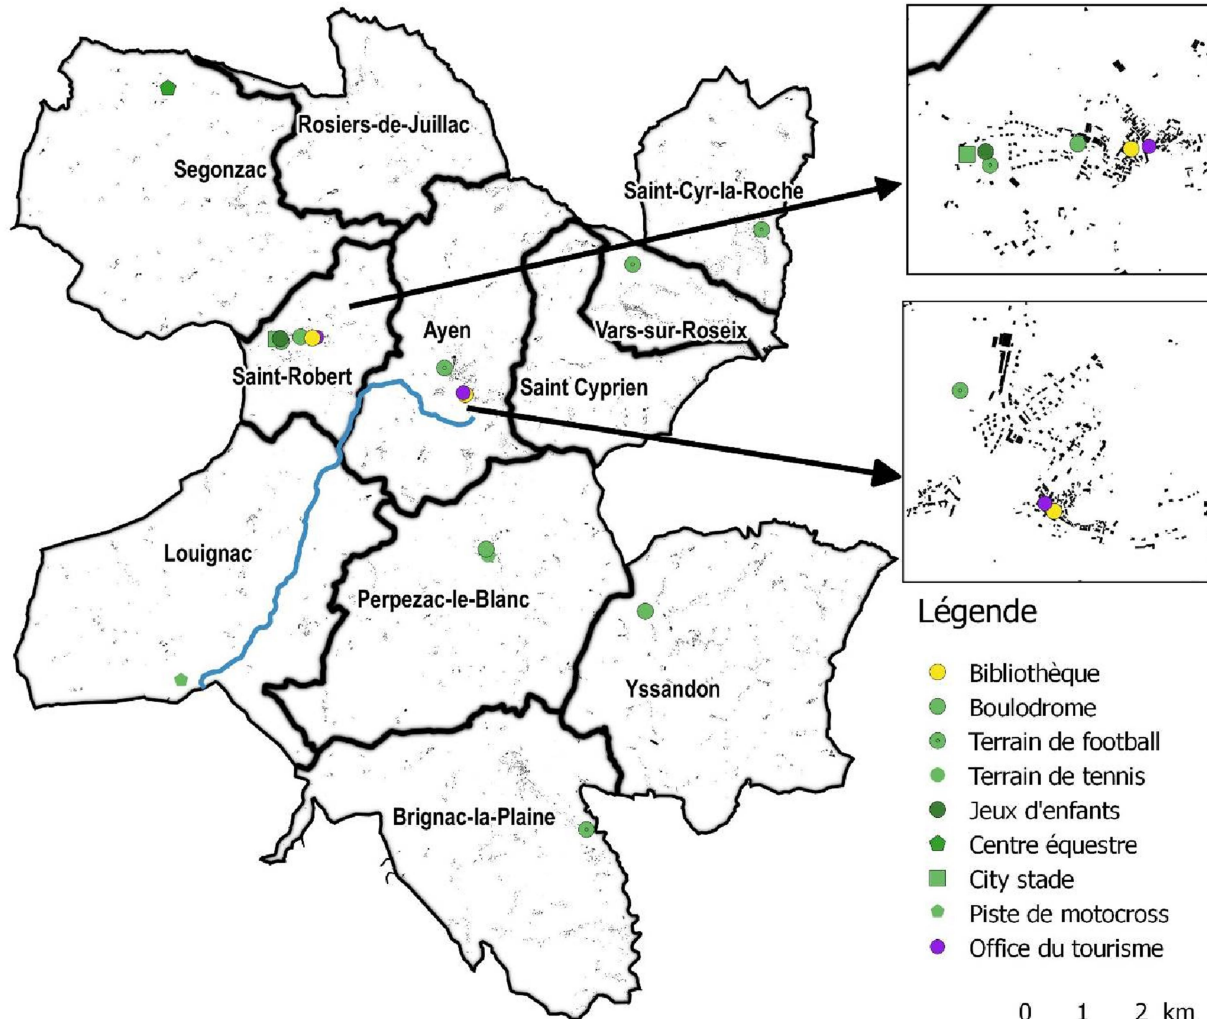 Rosiers-de-Juillac
Segonzac
Saint-Cyr-la-Roche
Ayen
Vars-sur-Roseix
Saint-Robert
Saint Cyprien
Louignac
Perpezac-le-Blanc
Yssandon
Brignac-la-Plaine
Légende
Bibliothèque
Boulodrome
Terrain de football
Terrain de tennis
Jeux d'enfants
Centre équestre
City stade
Piste de motocross
Office du tourisme
0 1 2 km